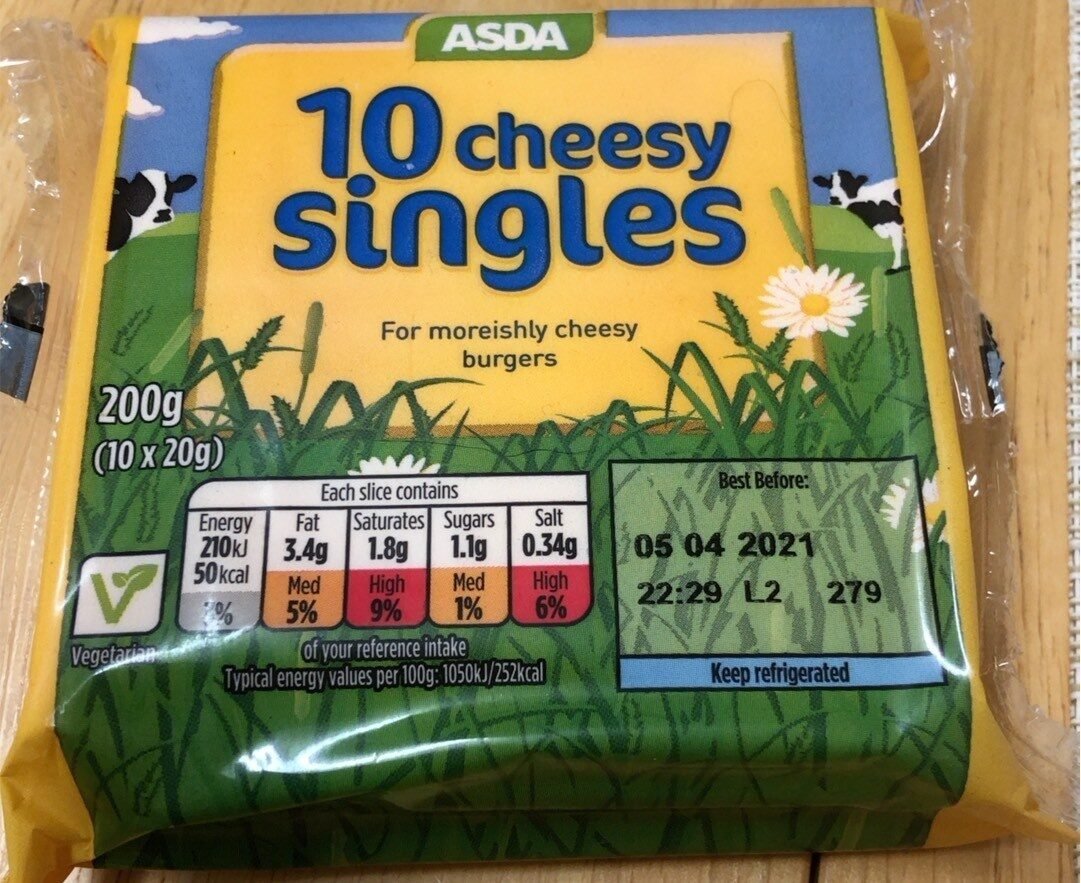 ASDA
10 cheesy
singles
For moreishly cheesy
burgers
200g
(10 x 20g)
Each slice contains
Energy 210kJ 50kcal
Fat 3.4g Med 5%
Saturates 1.8g High 9%
Sugars 1.1g Med 1%
Salt 0.34g High 6%
of your reference intake
Typical energy values per 100g: 1050kJ/252kcal
V
Vegetarian
Best Before:
05 04 2021
22:29 L2 279
Keep refrigerated